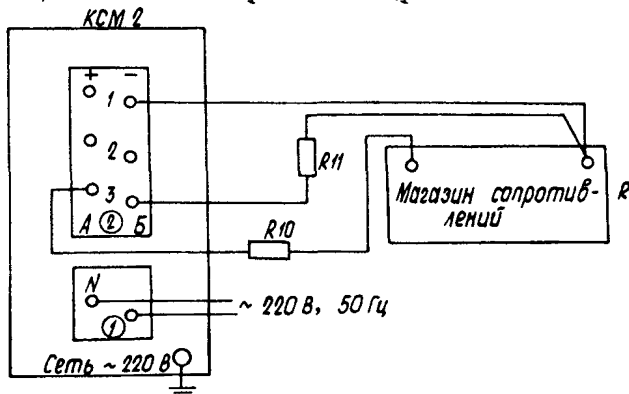 КСМ 2
+ −
1
2
3
А ② Б
R11
R10
Магазин сопротив-
лений
R
N
①
~ 220 В, 50 Гц
Сеть ~ 220 В